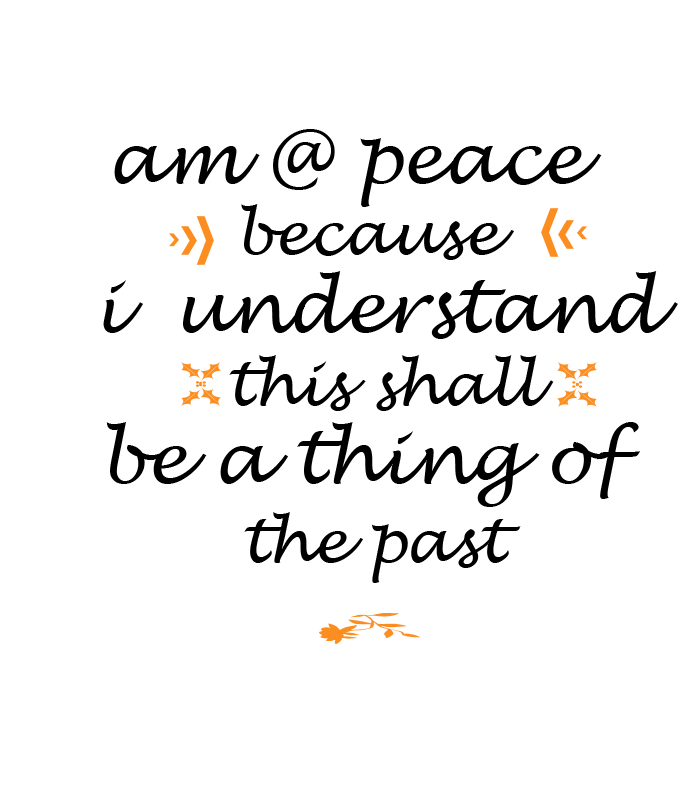 am @ peace
because
i understand
this shall
be a thing of
the past